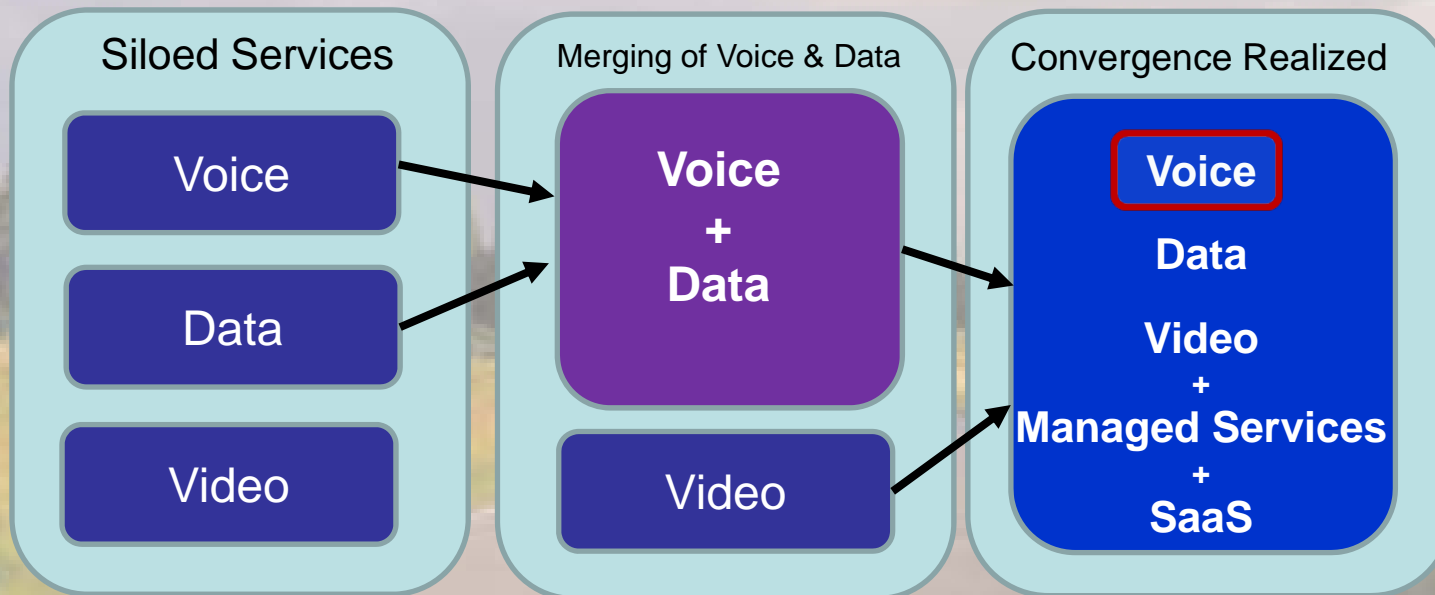 Siloed Services
Voice
Data
Video
Merging of Voice & Data
Voice
+
Data
Video
Convergence Realized
Voice
Data
Video
+
Managed Services
+
SaaS